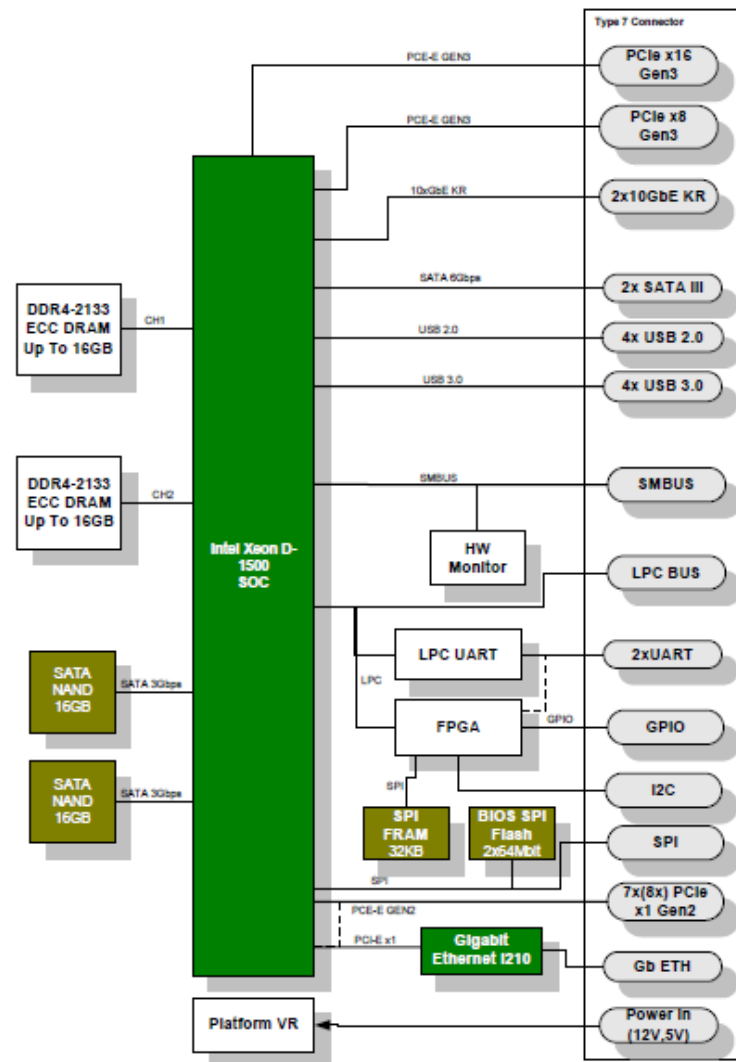 Type 7 Connector
PCE-E GEN3
PCIe x16
Gen3
PCE-E GEN3
PCIe x8
Gen3
10xGbE KR
2x10GbE KR
SATA 6Gbps
2x SATA III
DDR4-2133
ECC DRAM
Up To 16GB
CH1
USB 2.0
4x USB 2.0
USB 3.0
4x USB 3.0
DDR4-2133
ECC DRAM
Up To 16GB
CH2
SMBUS
SMBUS
Intel Xeon D-
1500
SOC
HW
Monitor
LPC BUS
LPC UART
2xUART
LPC
SATA
NAND
16GB
SATA 3Gbps
FPGA
GPIO
GPIO
I2C
SPI
SATA
NAND
16GB
SATA 3Gbps
SPI
FRAM
32KB
BIOS SPI
Flash
2x64Mbit
SPI
SPI
7x(8x) PCIe
x1 Gen2
PCE-E GEN2
PCI-E x1
Gigabit
Ethernet I210
Gb ETH
Platform VR
Power In
(12V,5V)